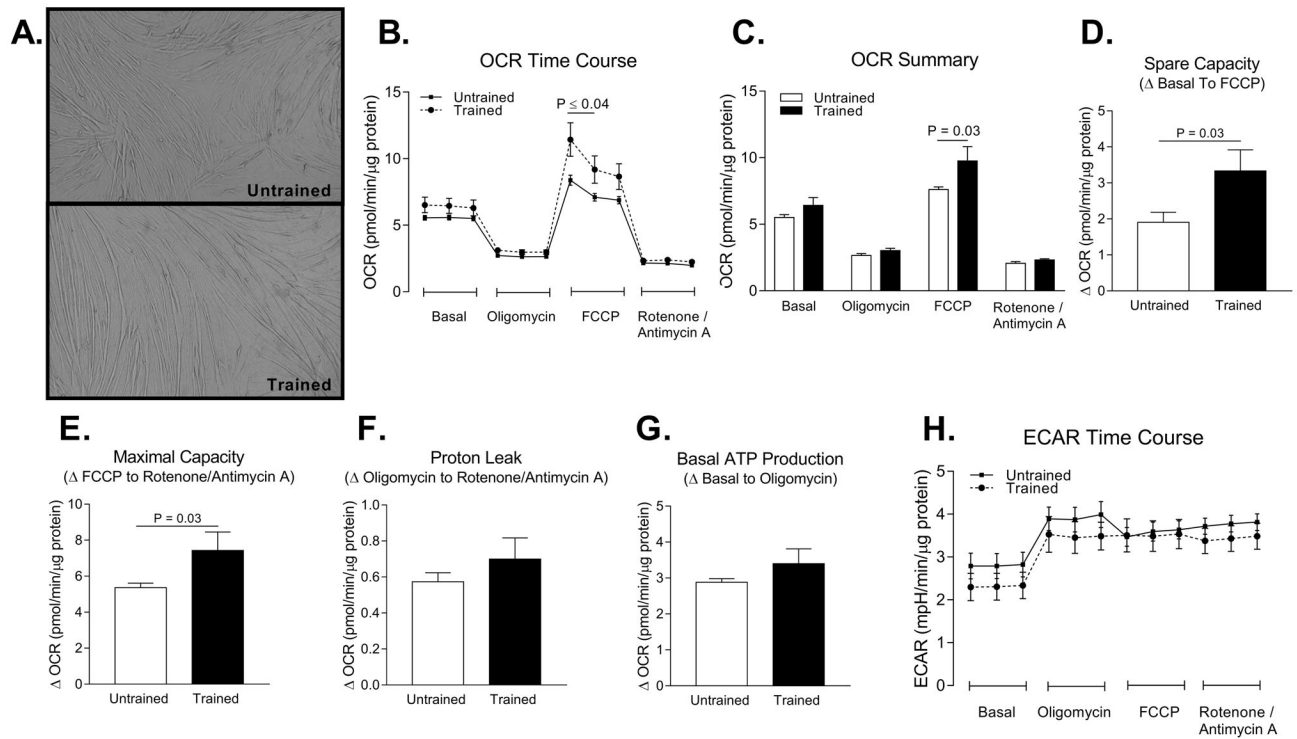 A.
Untrained
Trained
B.
OCR Time Course
OCR (pmol/min/μg protein)
15
10
5
0
Untrained
Trained
P ≤ 0.04
Basal
Oligomycin
FCCP
Rotenone /
Antimycin A
C.
OCR Summary
OCR (pmol/min/μg protein)
15
10
5
0
Untrained
Trained
P = 0.03
Basal
Oligomycin
FCCP
Rotenone /
Antimycin A
D.
Spare Capacity
(Δ Basal To FCCP)
Δ OCR (pmol/min/μg protein)
5
4
3
2
1
0
P = 0.03
Untrained
Trained
E.
Maximal Capacity
(Δ FCCP to Rotenone/Antimycin A)
Δ OCR (pmol/min/μg protein)
10
8
6
4
2
0
P = 0.03
Untrained
Trained
F.
Proton Leak
(Δ Oligomycin to Rotenone/Antimycin A)
Δ OCR (pmol/min/μg protein)
1.0
0.8
0.6
0.4
0.2
0.0
Untrained
Trained
G.
Basal ATP Production
(Δ Basal to Oligomycin)
Δ OCR (pmol/min/μg protein)
5
4
3
2
1
0
Untrained
Trained
H.
ECAR Time Course
ECAR (mpH/min/μg protein)
5
4
3
2
1
0
Untrained
Trained
Basal
Oligomycin
FCCP
Rotenone /
Antimycin A